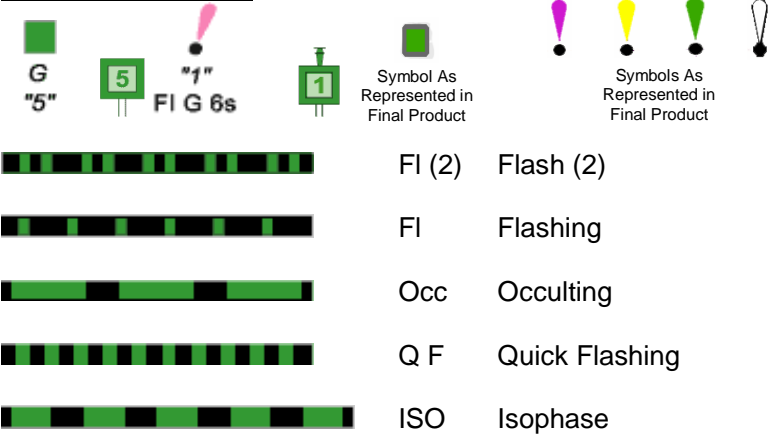 G
"5"
5
"1"
Fl G 6s
1
Symbol As
Represented in
Final Product
Symbols As
Represented in
Final Product
Fl (2) Flash (2)
Fl Flashing
Occ Occulting
Q F Quick Flashing
ISO Isophase